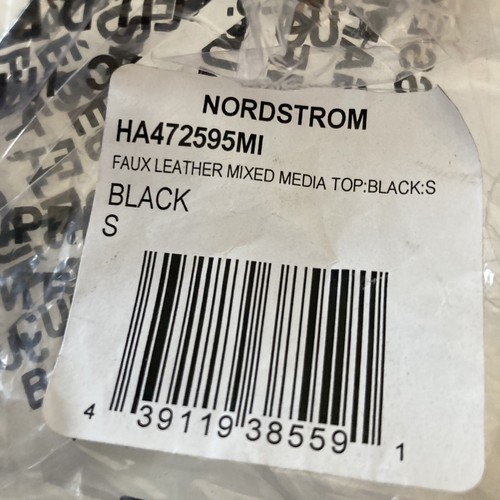 NORDSTROM
HA472595MI
FAUX LEATHER MIXED MEDIA TOP:BLACK:S
BLACK
S
4 39119 38559 1